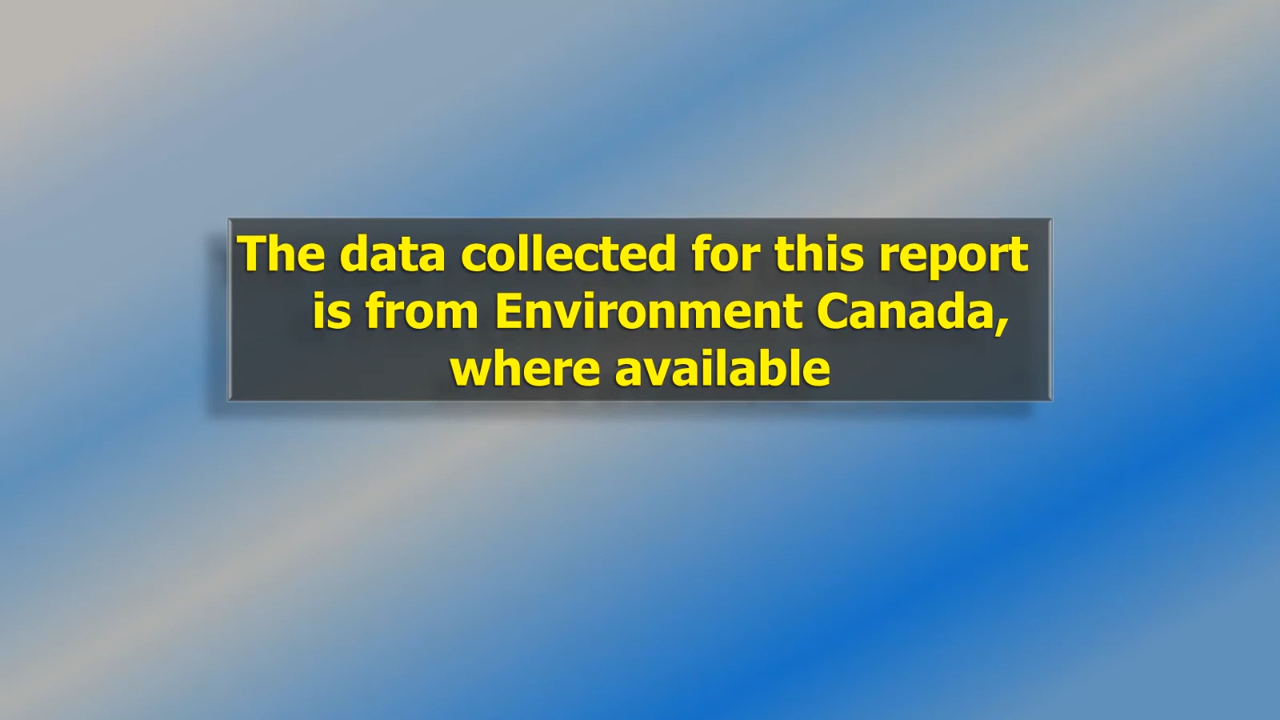 The data collected for this report
is from Environment Canada,
where available